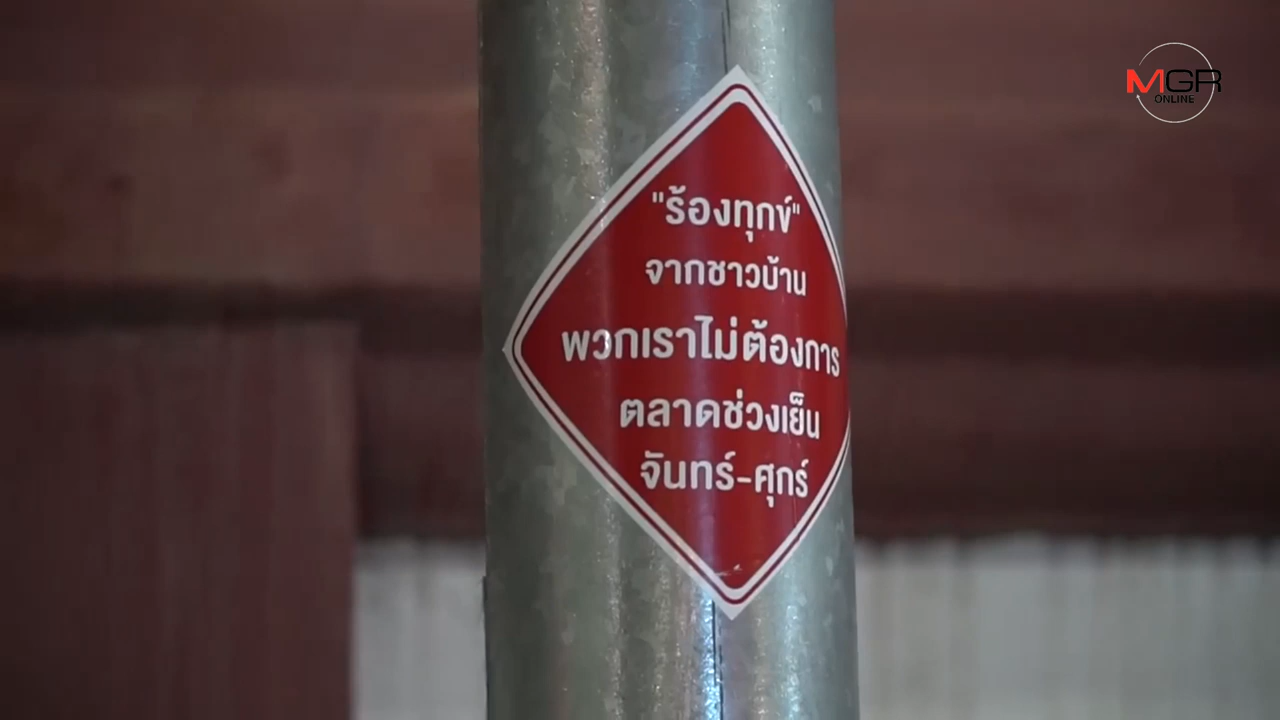 MGR
ONLINE
"ร้องทุกข์"
จากชาวบ้าน
พวกเราไม่ต้องการ
ตลาดช่วงเย็น
จันทร์-ศุกร์